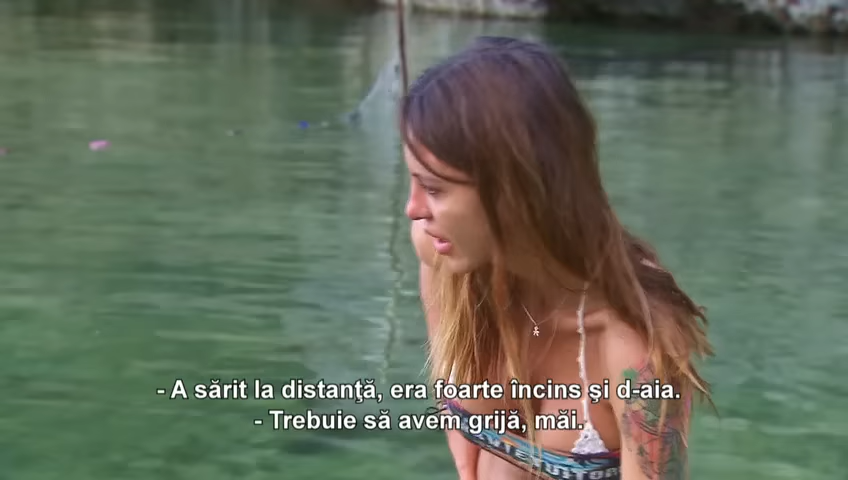 - A sărit la distanţă, era foarte încins şi d-aia.
- Trebuie să avem grijă, măi.